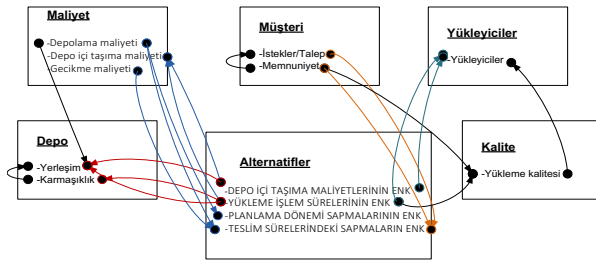 Maliyet
-Depolama maliyeti
-Depo içi taşıma maliyeti
-Gecikme maliyeti
Müşteri
-İstekler/Talep
-Memnuniyet
Yükleyiciler
-Yükleyiciler
Depo
-Yerleşim
-Karmaşıklık
Alternatifler
-DEPO İÇİ TAŞIMA MALİYETLERİNİN ENK
-YÜKLEME İŞLEM SÜRELERİNİN ENK
-PLANLAMA DÖNEMİ SAPMALARININ ENK
-TESLİM SÜRELERİNDEKİ SAPMALARIN ENK
Kalite
-Yükleme kalitesi